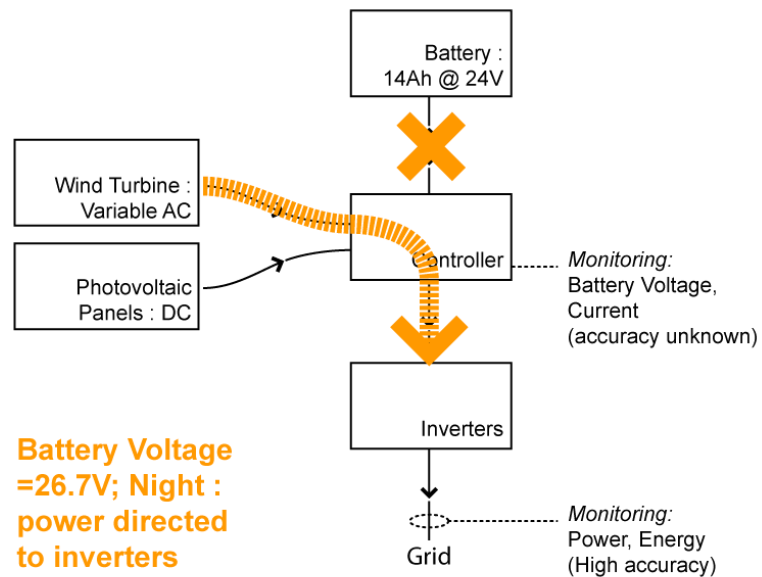 Battery :
14Ah @ 24V
Wind Turbine :
Variable AC
Controller
Photovoltaic
Panels : DC
Monitoring:
Battery Voltage,
Current
(accuracy unknown)
Inverters
Battery Voltage
=26.7V; Night :
power directed
to inverters
Grid
Monitoring:
Power, Energy
(High accuracy)